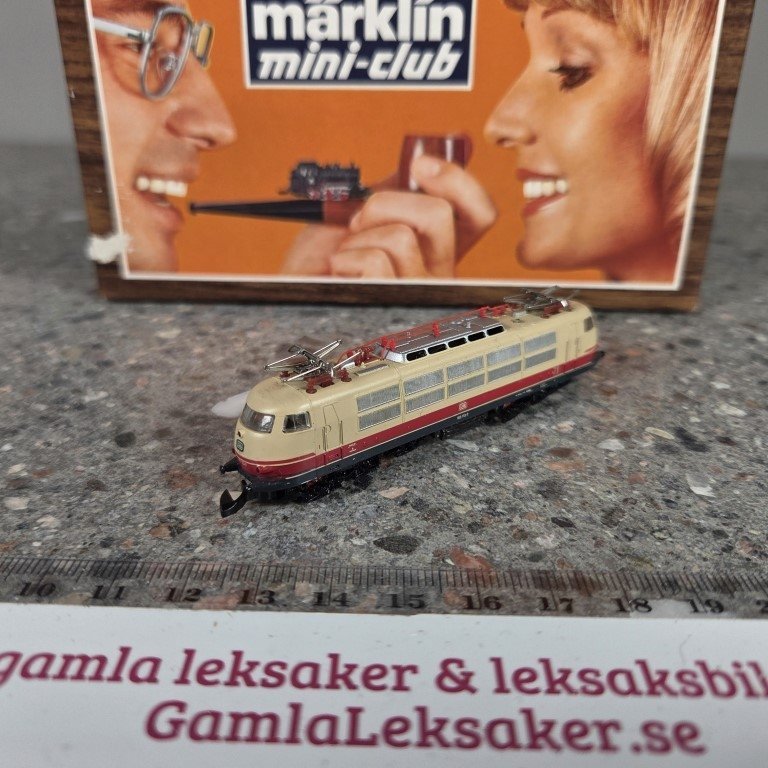 märklin
mini-club
10 11 12 13 14 15 16 17 18 19
gamla leksaker & leksaksbil
GamlaLeksaker.se